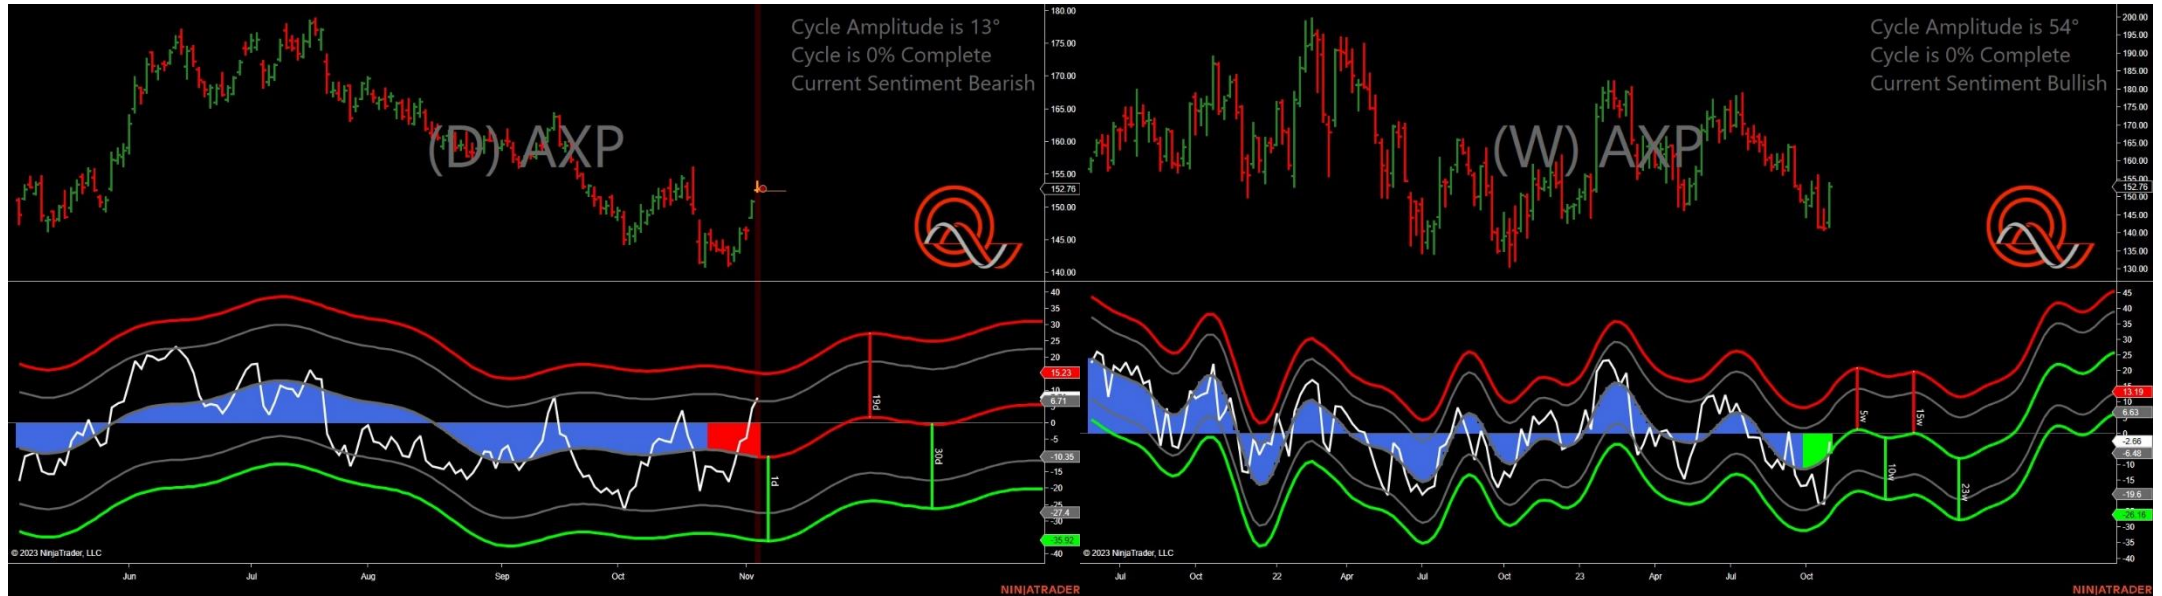 Cycle Amplitude is 13°
Cycle is 0% Complete
Current Sentiment Bearish
(D) AXP
180.00
175.00
170.00
165.00
160.00
155.00
152.76
150.00
145.00
140.00
40
35
30
25
20
15.23
10
6.71
0
-5
-10.35
-15
-20
-25
-27.4
-30
-35.92
-40
19d
30d
1d
© 2023 NinjaTrader, LLC
Jun
Jul
Aug
Sep
Oct
Nov
NINJATRADER
Cycle Amplitude is 54°
Cycle is 0% Complete
Current Sentiment Bullish
(W) AXP
200.00
195.00
190.00
185.00
180.00
175.00
170.00
165.00
160.00
155.00
152.76
150.00
145.00
140.00
135.00
130.00
45
40
35
30
25
20
15
13.19
10
6.63
0
-2.66
-6.48
-10
-15
-19.6
-26.16
-30
-35
-40
5w
15w
10w
23w
© 2023 NinjaTrader, LLC
Jul
Oct
22
Apr
Jul
Oct
23
Apr
Jul
Oct
NINJATRADER